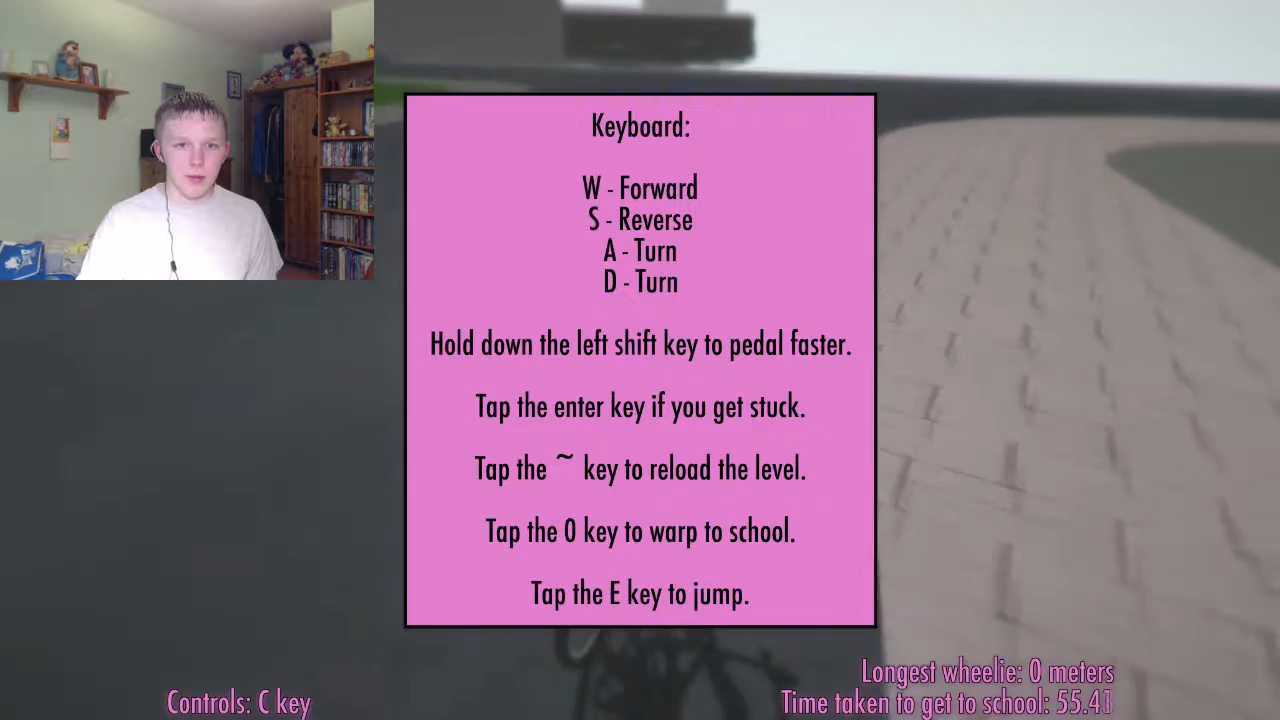 Keyboard:
W - Forward
S - Reverse
A - Turn
D - Turn
Hold down the left shift key to pedal faster.
Tap the enter key if you get stuck.
Tap the ~ key to reload the level.
Tap the 0 key to warp to school.
Tap the E key to jump.
Longest wheelie: 0 meters
Controls: C key
Time taken to get to school: